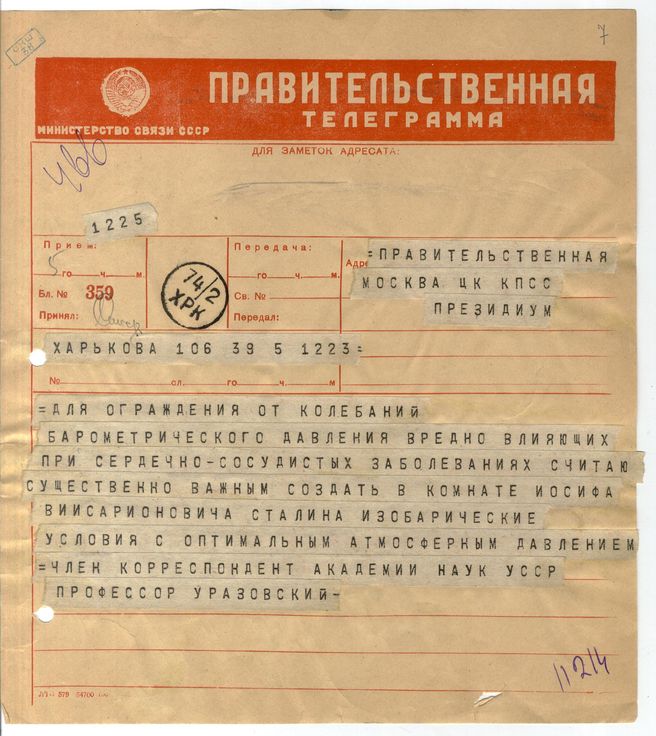 7
ПРАВИТЕЛЬСТВЕННАЯ
ТЕЛЕГРАММА
МИНИСТЕРСТВО СВЯЗИ СССР
ДЛЯ ЗАМЕТОК АДРЕСАТА:
466
1225
Прием:
5 го ч. м.
Бл. № 359
Принял:
74/2
ХРК
Передача:
го ч. м.
Св. №
Передал:
=ПРАВИТЕЛЬСТВЕННАЯ
МОСКВА ЦК КПСС
ПРЕЗИДИУМ
ХАРЬКОВА 106 39 5 1223=
№ сл. го ч. м
=ДЛЯ ОГРАЖДЕНИЯ ОТ КОЛЕБАНИЙ
БАРОМЕТРИЧЕСКОГО ДАВЛЕНИЯ ВРЕДНО ВЛИЯЮЩИХ
ПРИ СЕРДЕЧНО-СОСУДИСТЫХ ЗАБОЛЕВАНИЯХ СЧИТАЮ
СУЩЕСТВЕННО ВАЖНЫМ СОЗДАТЬ В КОМНАТЕ ИОСИФА
ВИИСАРИОНОВИЧА СТАЛИНА ИЗОБАРИЧЕСКИЕ
УСЛОВИЯ С ОПТИМАЛЬНЫМ АТМОСФЕРНЫМ ДАВЛЕНИЕМ
=ЧЛЕН КОРРЕСПОНДЕНТ АКАДЕМИИ НАУК УССР
ПРОФЕССОР УРАЗОВСКИЙ-
11 214